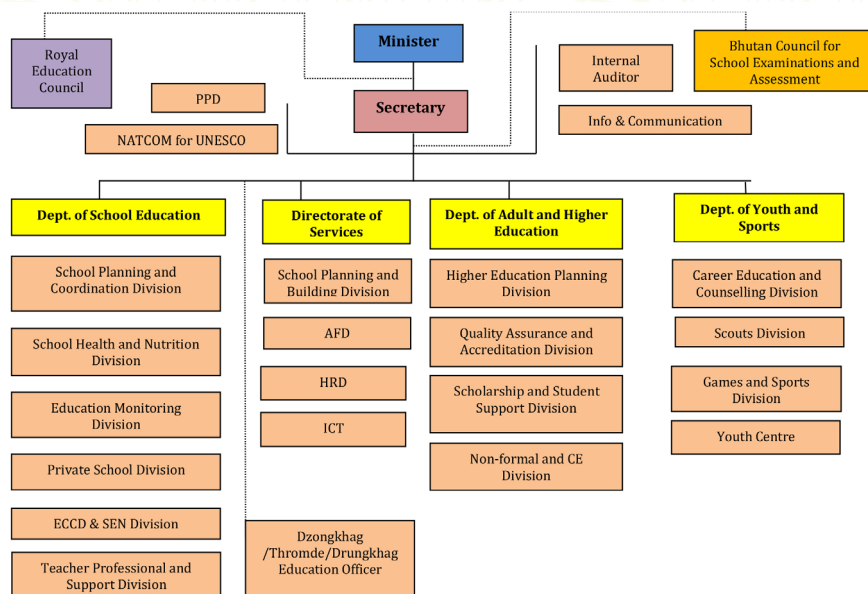 Minister
Royal
Education
Council
Internal
Auditor
Bhutan Council for
School Examinations and
Assessment
PPD
Secretary
Info & Communication
NATCOM for UNESCO
Dept. of School Education
Directorate of
Services
Dept. of Adult and Higher
Education
Dept. of Youth and
Sports
School Planning and
Coordination Division
School Planning and
Building Division
Higher Education Planning
Division
Career Education and
Counselling Division
School Health and Nutrition
Division
AFD
Quality Assurance and
Accreditation Division
Scouts Division
Education Monitoring
Division
HRD
Scholarship and Student
Support Division
Games and Sports
Division
Private School Division
ICT
Non-formal and CE
Division
Youth Centre
ECCD & SEN Division
Dzongkhag
/Thromde/Drungkhag
Education Officer
Teacher Professional and
Support Division